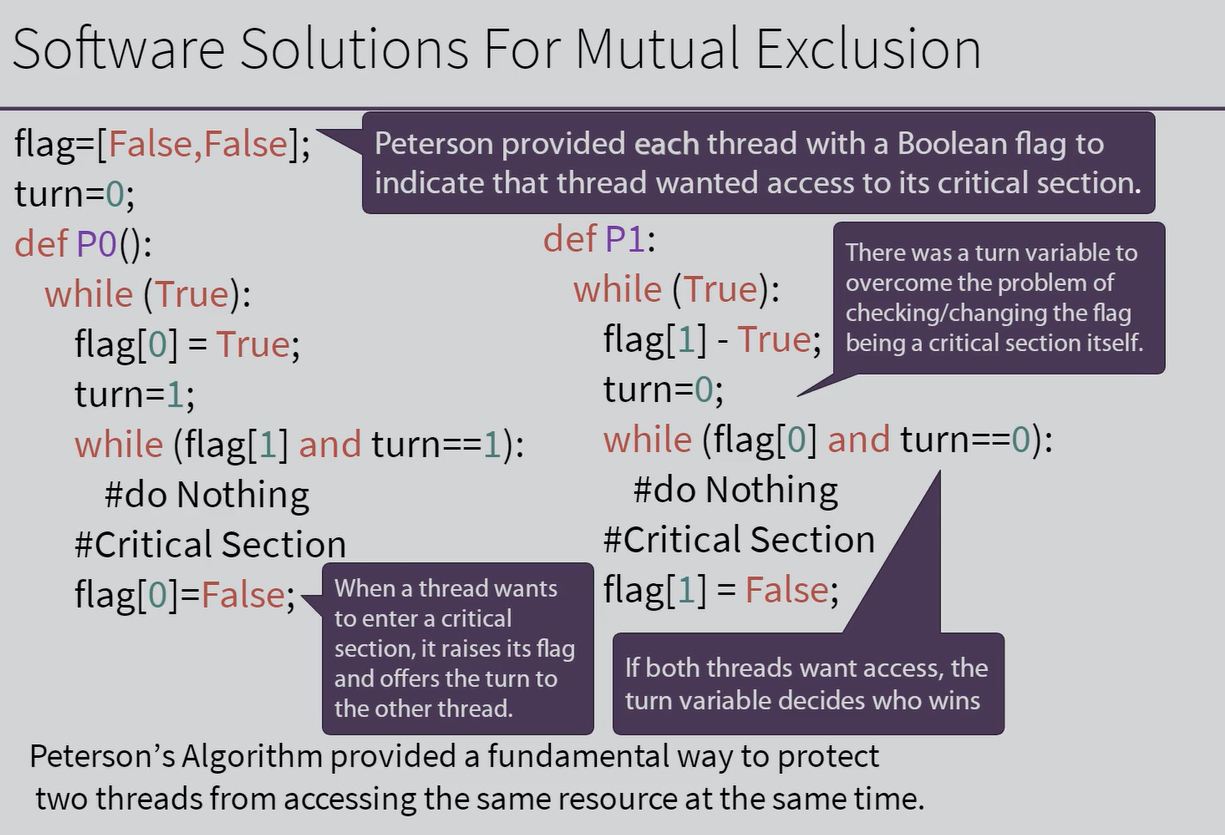 Software Solutions For Mutual Exclusion
flag=[False,False];
turn=0;
Peterson provided each thread with a Boolean flag to
indicate that thread wanted access to its critical section.
def P0():
while (True):
flag[0] = True;
turn=1;
while (flag[1] and turn==1):
#do Nothing
#Critical Section
flag[0]=False;
When a thread wants
to enter a critical
section, it raises its flag
and offers the turn to
the other thread.
def P1:
while (True):
flag[1] - True;
turn=0;
while (flag[0] and turn==0):
#do Nothing
#Critical Section
flag[1] = False;
There was a turn variable to
overcome the problem of
checking/changing the flag
being a critical section itself.
If both threads want access, the
turn variable decides who wins
Peterson’s Algorithm provided a fundamental way to protect
two threads from accessing the same resource at the same time.